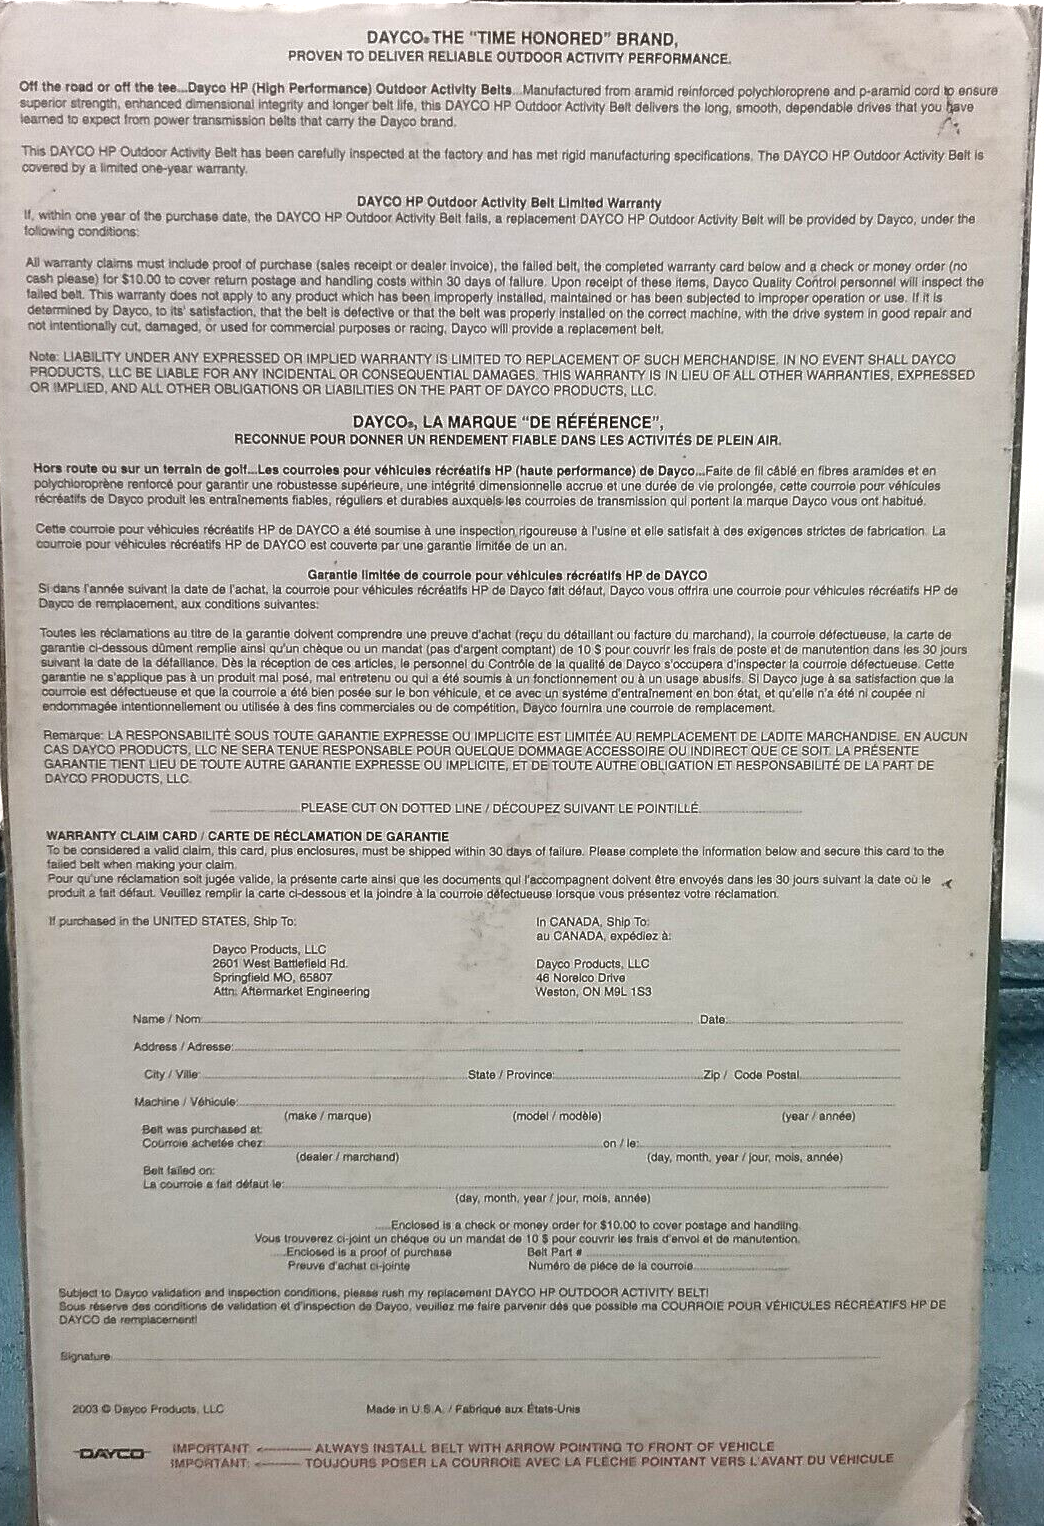 DAYCO® THE "TIME HONORED" BRAND,
PROVEN TO DELIVER RELIABLE OUTDOOR ACTIVITY PERFORMANCE.
Off the road or off the tee...Dayco HP (High Performance) Outdoor Activity Belts...Manufactured from aramid reinforced polychloroprene and p-aramid cord to ensure
superior strength, enhanced dimensional integrity and longer belt life, this DAYCO HP Outdoor Activity Belt delivers the long, smooth, dependable drives that you have
learned to expect from power transmission belts that carry the Dayco brand.
This DAYCO HP Outdoor Activity Belt has been carefully inspected at the factory and has met rigid manufacturing specifications. The DAYCO HP Outdoor Activity Belt is
covered by a limited one-year warranty.
DAYCO HP Outdoor Activity Belt Limited Warranty
If, within one year of the purchase date, the DAYCO HP Outdoor Activity Belt fails, a replacement DAYCO HP Outdoor Activity Belt will be provided by Dayco, under the
following conditions:
All warranty claims must include proof of purchase (sales receipt or dealer invoice), the failed belt, the completed warranty card below and a check or money order (no
cash please) for $10.00 to cover return postage and handling costs within 30 days of failure. Upon receipt of these items, Dayco Quality Control personnel will inspect the
failed belt. This warranty does not apply to any product which has been improperly installed, maintained or has been subjected to improper operation or use. If it is
determined by Dayco, to its' satisfaction, that the belt is defective or that the belt was properly installed on the correct machine, with the drive system in good repair and
not intentionally cut, damaged, or used for commercial purposes or racing, Dayco will provide a replacement belt.
Note: LIABILITY UNDER ANY EXPRESSED OR IMPLIED WARRANTY IS LIMITED TO REPLACEMENT OF SUCH MERCHANDISE. IN NO EVENT SHALL DAYCO
PRODUCTS, LLC BE LIABLE FOR ANY INCIDENTAL OR CONSEQUENTIAL DAMAGES. THIS WARRANTY IS IN LIEU OF ALL OTHER WARRANTIES, EXPRESSED
OR IMPLIED, AND ALL OTHER OBLIGATIONS OR LIABILITIES ON THE PART OF DAYCO PRODUCTS, LLC.
DAYCO®, LA MARQUE "DE RÉFÉRENCE",
RECONNUE POUR DONNER UN RENDEMENT FIABLE DANS LES ACTIVITÉS DE PLEIN AIR.
Hors route ou sur un terrain de golf...Les courroies pour véhicules récréatifs HP (haute performance) de Dayco...Faite de fil câblé en fibres aramides et en
polychloroprène renforcé pour garantir une robustesse supérieure, une intégrité dimensionnelle accrue et une durée de vie prolongée, cette courroie pour véhicules
récréatifs de Dayco produit les entraînements fiables, réguliers et durables auxquels les courroies de transmission qui portent la marque Dayco vous ont habitué.
Cette courroie pour véhicules récréatifs HP de DAYCO a été soumise à une inspection rigoureuse à l'usine et elle satisfait à des exigences strictes de fabrication. La
courroie pour véhicules récréatifs HP de DAYCO est couverte par une garantie limitée de un an.
Garantie limitée de courroie pour véhicules récréatifs HP de DAYCO
Si dans l'année suivant la date de l'achat, la courroie pour véhicules récréatifs HP de Dayco fait défaut, Dayco vous offrira une courroie pour véhicules récréatifs HP de
Dayco de remplacement, aux conditions suivantes:
Toutes les réclamations au titre de la garantie doivent comprendre une preuve d'achat (reçu du détaillant ou facture du marchand), la courroie défectueuse, la carte de
garantie ci-dessous dûment remplie ainsi qu'un chèque ou un mandat (pas d'argent comptant) de 10 $ pour couvrir les frais de poste et de manutention dans les 30 jours
suivant la date de la défaillance. Dès la réception de ces articles, le personnel du Contrôle de la qualité de Dayco s'occupera d'inspecter la courroie défectueuse. Cette
garantie ne s'applique pas à un produit mal posé, mal entretenu ou qui a été soumis à un fonctionnement ou à un usage abusifs. Si Dayco juge à sa satisfaction que la
courroie est défectueuse et que la courroie a été bien posée sur le bon véhicule, et ce avec un système d'entraînement en bon état, et qu'elle n'a été ni coupée ni
endommagée intentionnellement ou utilisée à des fins commerciales ou de compétition, Dayco fournira une courroie de remplacement.
Remarque: LA RESPONSABILITÉ SOUS TOUTE GARANTIE EXPRESSE OU IMPLICITE EST LIMITÉE AU REMPLACEMENT DE LADITE MARCHANDISE. EN AUCUN
CAS DAYCO PRODUCTS, LLC NE SERA TENUE RESPONSABLE POUR QUELQUE DOMMAGE ACCESSOIRE OU INDIRECT QUE CE SOIT. LA PRÉSENTE
GARANTIE TIENT LIEU DE TOUTE AUTRE GARANTIE EXPRESSE OU IMPLICITE, ET DE TOUTE AUTRE OBLIGATION ET RESPONSABILITÉ DE LA PART DE
DAYCO PRODUCTS, LLC.
PLEASE CUT ON DOTTED LINE / DÉCOUPEZ SUIVANT LE POINTILLÉ
WARRANTY CLAIM CARD / CARTE DE RÉCLAMATION DE GARANTIE
To be considered a valid claim, this card, plus enclosures, must be shipped within 30 days of failure. Please complete the information below and secure this card to the
failed belt when making your claim.
Pour qu'une réclamation soit jugée valide, la présente carte ainsi que les documents qui l'accompagnent doivent être envoyés dans les 30 jours suivant la date où le
produit a fait défaut. Veuillez remplir la carte ci-dessous et la joindre à la courroie défectueuse lorsque vous présentez votre réclamation.
If purchased in the UNITED STATES, Ship To: In CANADA, Ship To:
au CANADA, expédiez à:
Dayco Products, LLC
2601 West Battlefield Rd.
Springfield MO, 65807
Attn: Aftermarket Engineering
Dayco Products, LLC
46 Norelco Drive
Weston, ON M9L 1S3
Name / Nom: Date:
Address / Adresse:
City / Ville: State / Province: Zip / Code Postal
Machine / Véhicule:
(make / marque) (model / modèle) (year / année)
Belt was purchased at:
Courroie achetée chez: on / le:
(dealer / marchand) (day, month, year / jour, mois, année)
Belt failed on:
La courroie a fait défaut le:
(day, month, year / jour, mois, année)
Enclosed is a check or money order for $10.00 to cover postage and handling
Vous trouverez ci-joint un chèque ou un mandat de 10 $ pour couvrir les frais d'envoi et de manutention.
Enclosed is a proof of purchase Belt Part #
Preuve d'achat ci-jointe Numéro de pièce de la courroie
Subject to Dayco validation and inspection conditions, please rush my replacement DAYCO HP OUTDOOR ACTIVITY BELT!
Sous réserve des conditions de validation et d'inspection de Dayco, veuillez me faire parvenir dès que possible ma COURROIE POUR VÉHICULES RÉCRÉATIFS HP DE
DAYCO de remplacement!
Signature
2003 © Dayco Products, LLC Made in U.S.A. / Fabriqué aux États-Unis
DAYCO IMPORTANT: <———— ALWAYS INSTALL BELT WITH ARROW POINTING TO FRONT OF VEHICLE
IMPORTANT: <———— TOUJOURS POSER LA COURROIE AVEC LA FLÈCHE POINTANT VERS L'AVANT DU VÉHICULE